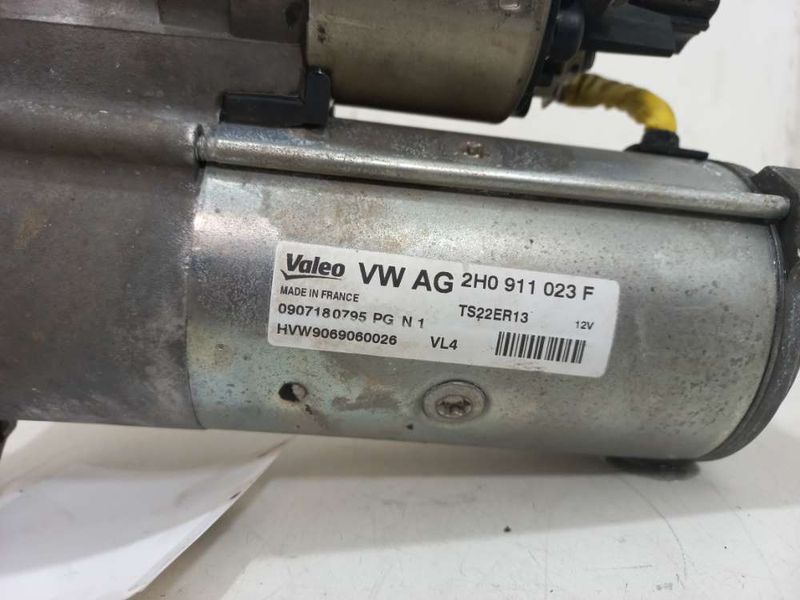 Valeo VW AG 2H0 911 023 F
MADE IN FRANCE TS22ER13 12V
0907180795 PG N 1
HVW9069060026 VL4